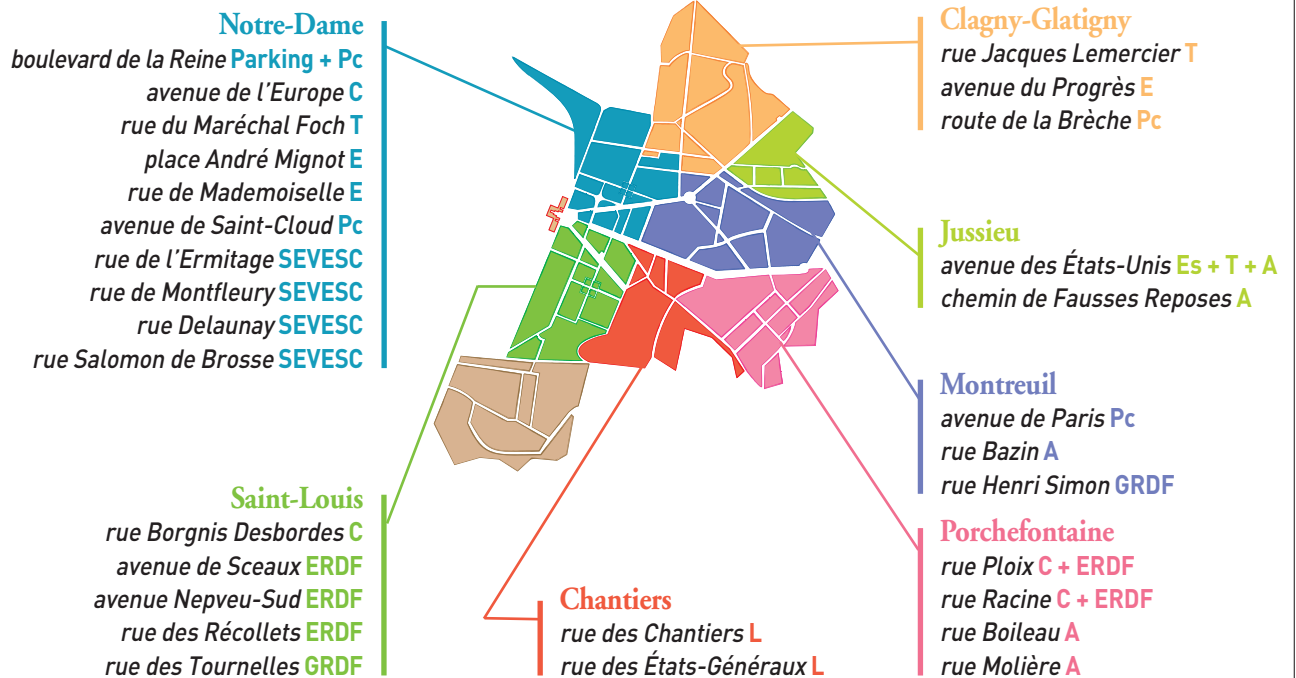 Notre-Dame
boulevard de la Reine Parking + Pc
avenue de l'Europe C
rue du Maréchal Foch T
place André Mignot E
rue de Mademoiselle E
avenue de Saint-Cloud Pc
rue de l'Ermitage SEVESC
rue de Montfleury SEVESC
rue Delaunay SEVESC
rue Salomon de Brosse SEVESC
Saint-Louis
rue Borgnis Desbordes C
avenue de Sceaux ERDF
avenue Nepveu-Sud ERDF
rue des Récollets ERDF
rue des Tournelles GRDF
Chantiers
rue des Chantiers L
rue des États-Généraux L
Clagny-Glatigny
rue Jacques Lemercier T
avenue du Progrès E
route de la Brèche Pc
Jussieu
avenue des États-Unis Es + T + A
chemin de Fausses Reposes A
Montreuil
avenue de Paris Pc
rue Bazin A
rue Henri Simon GRDF
Porchefontaine
rue Ploix C + ERDF
rue Racine C + ERDF
rue Boileau A
rue Molière A